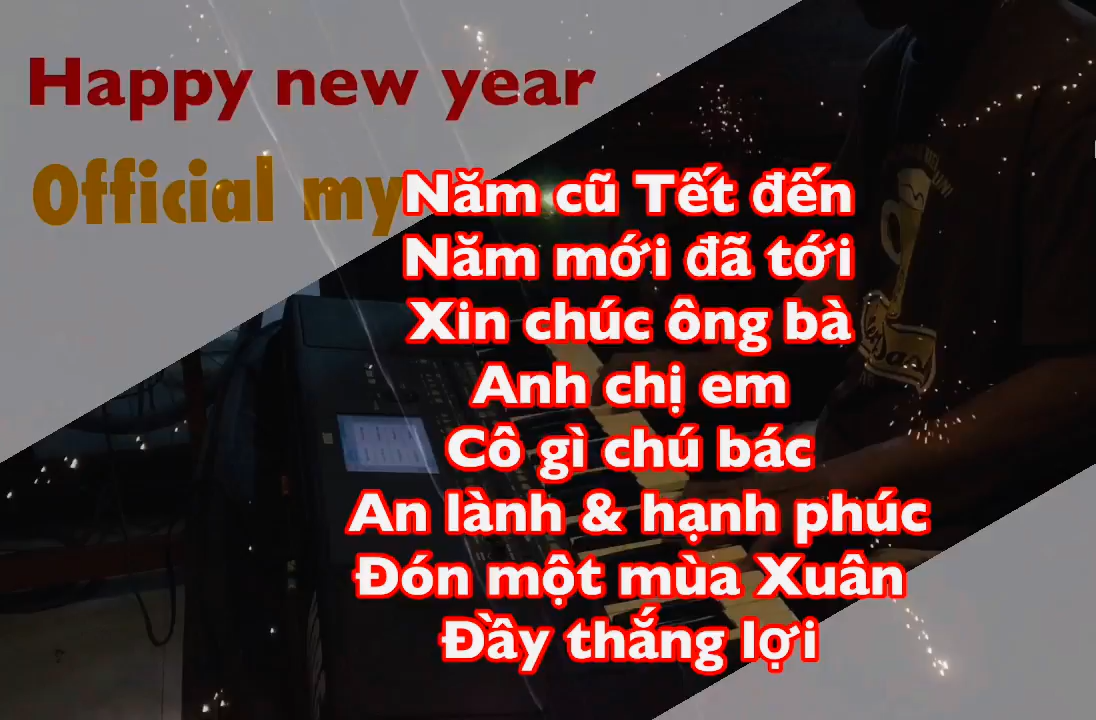 Happy new year
Official my
Năm cũ Tết đến
Năm mới đã tới
Xin chúc ông bà
Anh chị em
Cô gì chú bác
An lành & hạnh phúc
Đón một mùa Xuân
Đầy thắng lợi